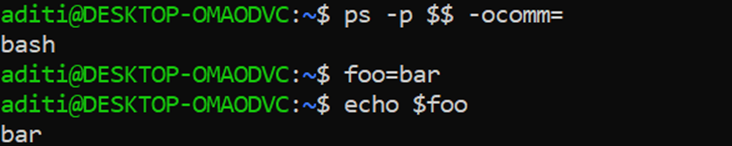 aditi@DESKTOP-OMAODVC:~$ ps -p $$ -ocomm=
bash
aditi@DESKTOP-OMAODVC:~$ foo=bar
aditi@DESKTOP-OMAODVC:~$ echo $foo
bar